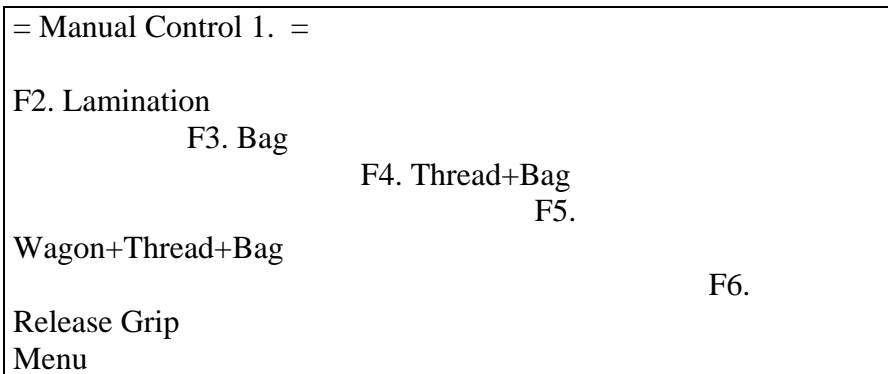 = Manual Control 1.  =
F2. Lamination
F3. Bag
F4. Thread+Bag
F5.
Wagon+Thread+Bag
F6.
Release Grip
Menu